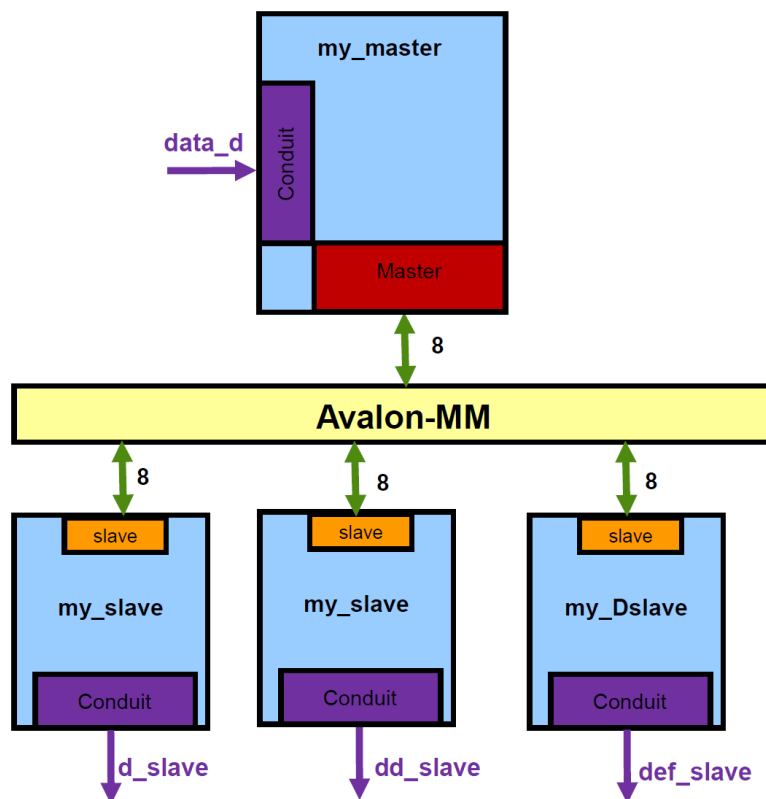 my_master
data_d
Conduit
Master
8
Avalon-MM
8
8
8
slave
slave
slave
my_slave
my_slave
my_Dslave
Conduit
Conduit
Conduit
d_slave
dd_slave
def_slave